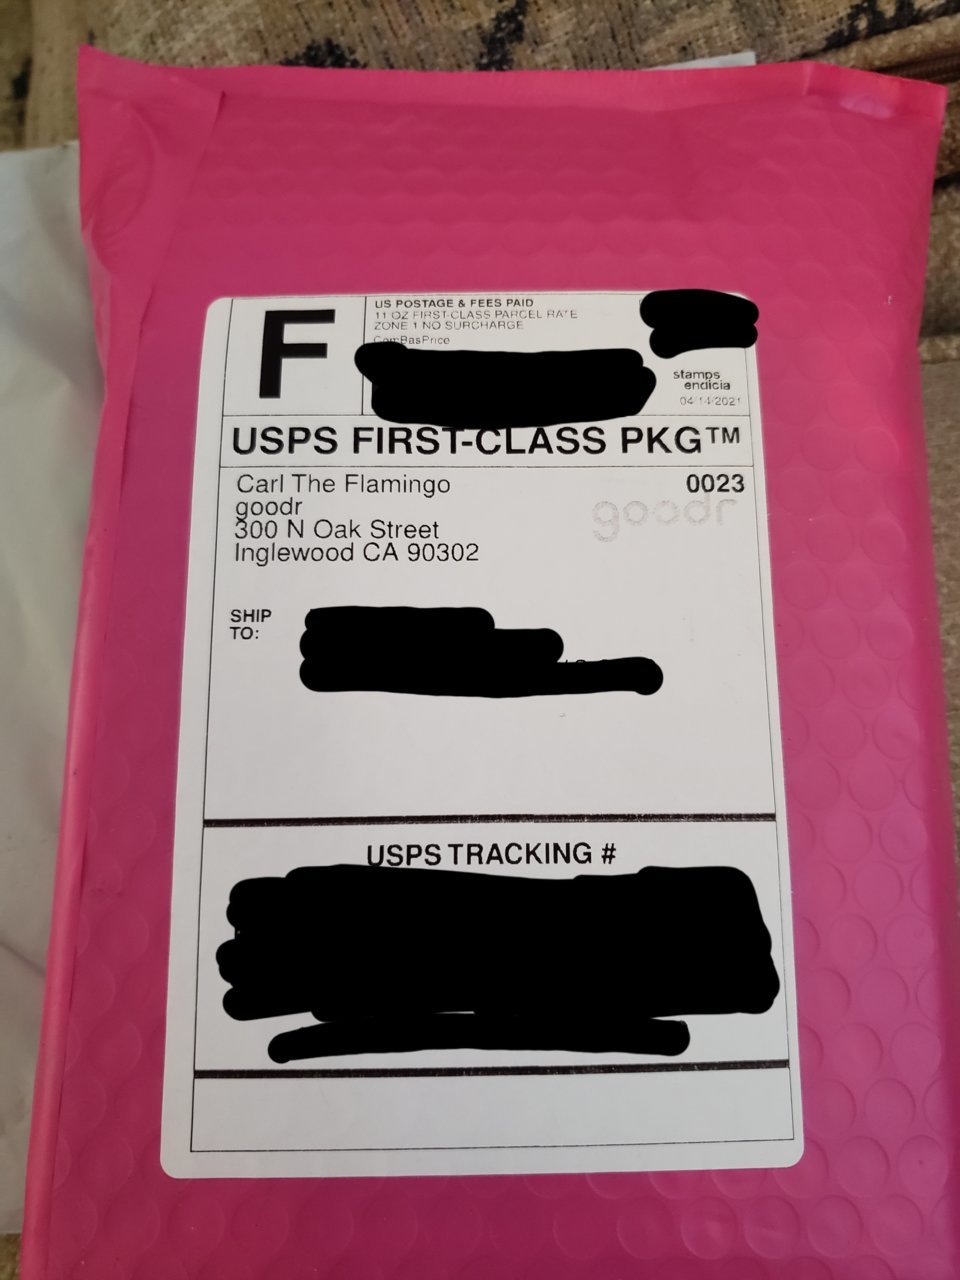 F
US POSTAGE & FEES PAID
11 OZ FIRST-CLASS PARCEL RATE
ZONE 1 NO SURCHARGE
ComBasPrice
stamps
endicia
04/14/2021
USPS FIRST-CLASS PKG™
Carl The Flamingo
0023
goodr
goodr
300 N Oak Street
Inglewood CA 90302
SHIP
TO:
USPS TRACKING #